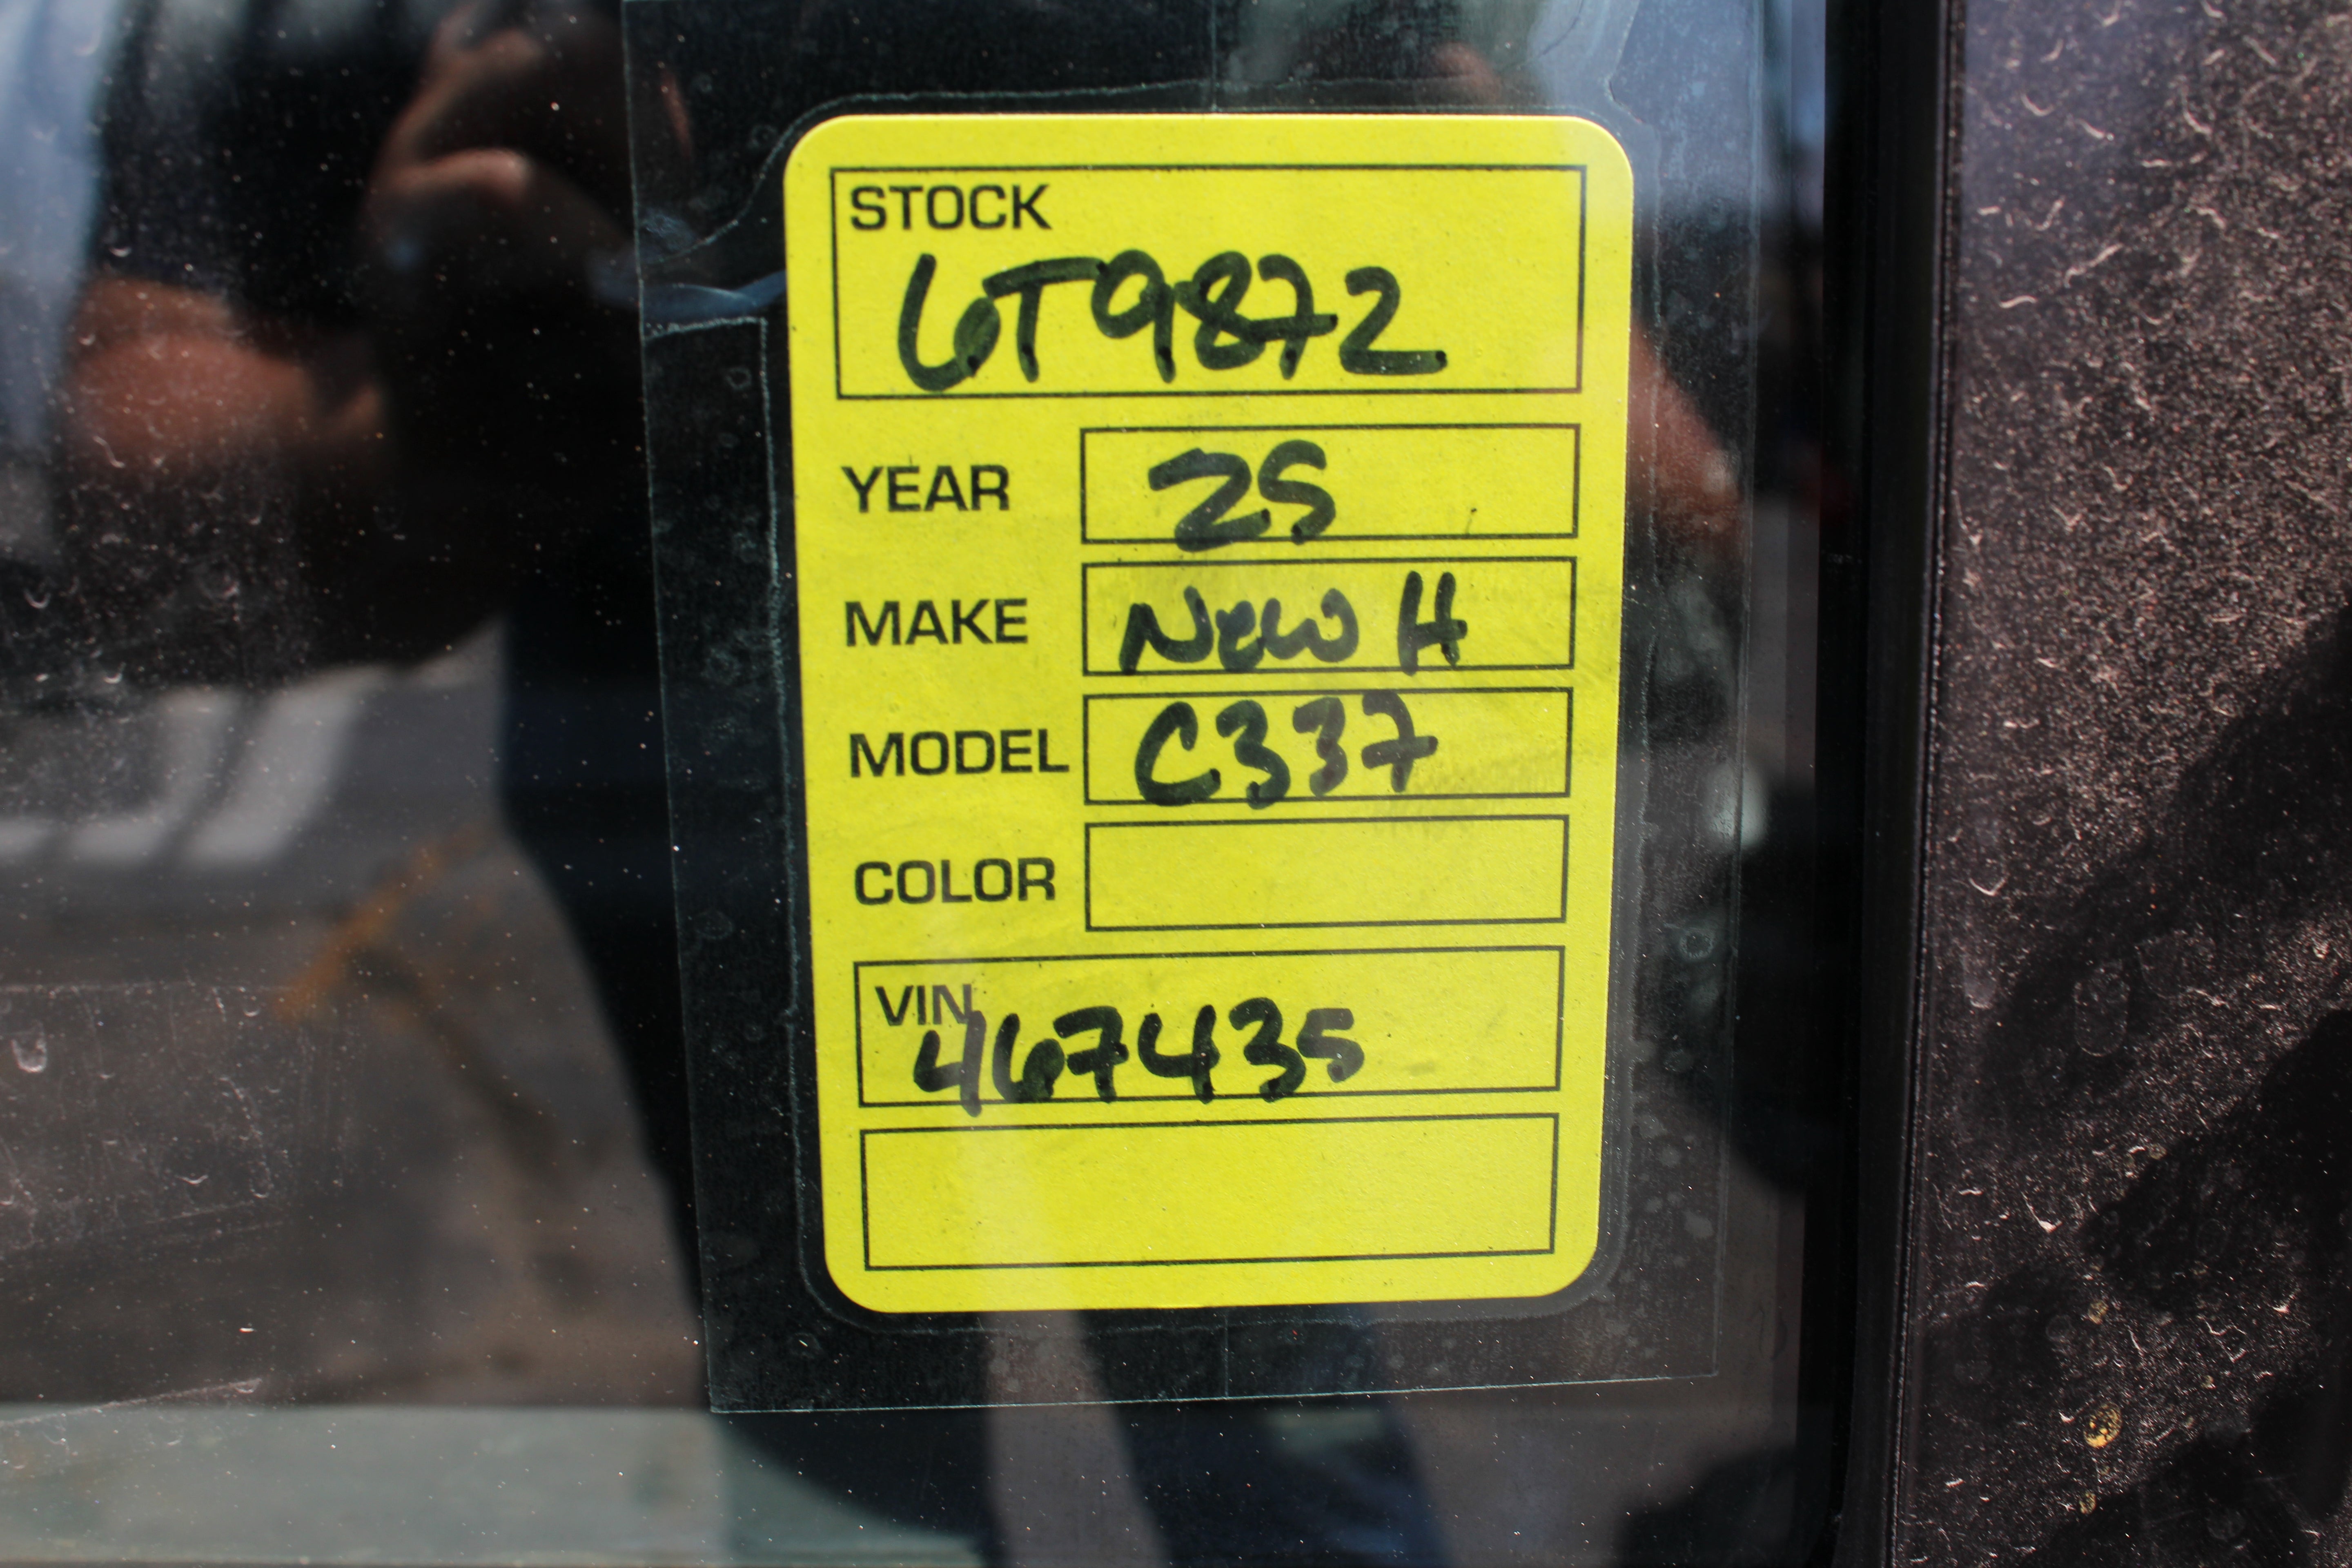 STOCK
6T9872
YEAR 25
MAKE New H
MODEL C337
COLOR
VIN
467435